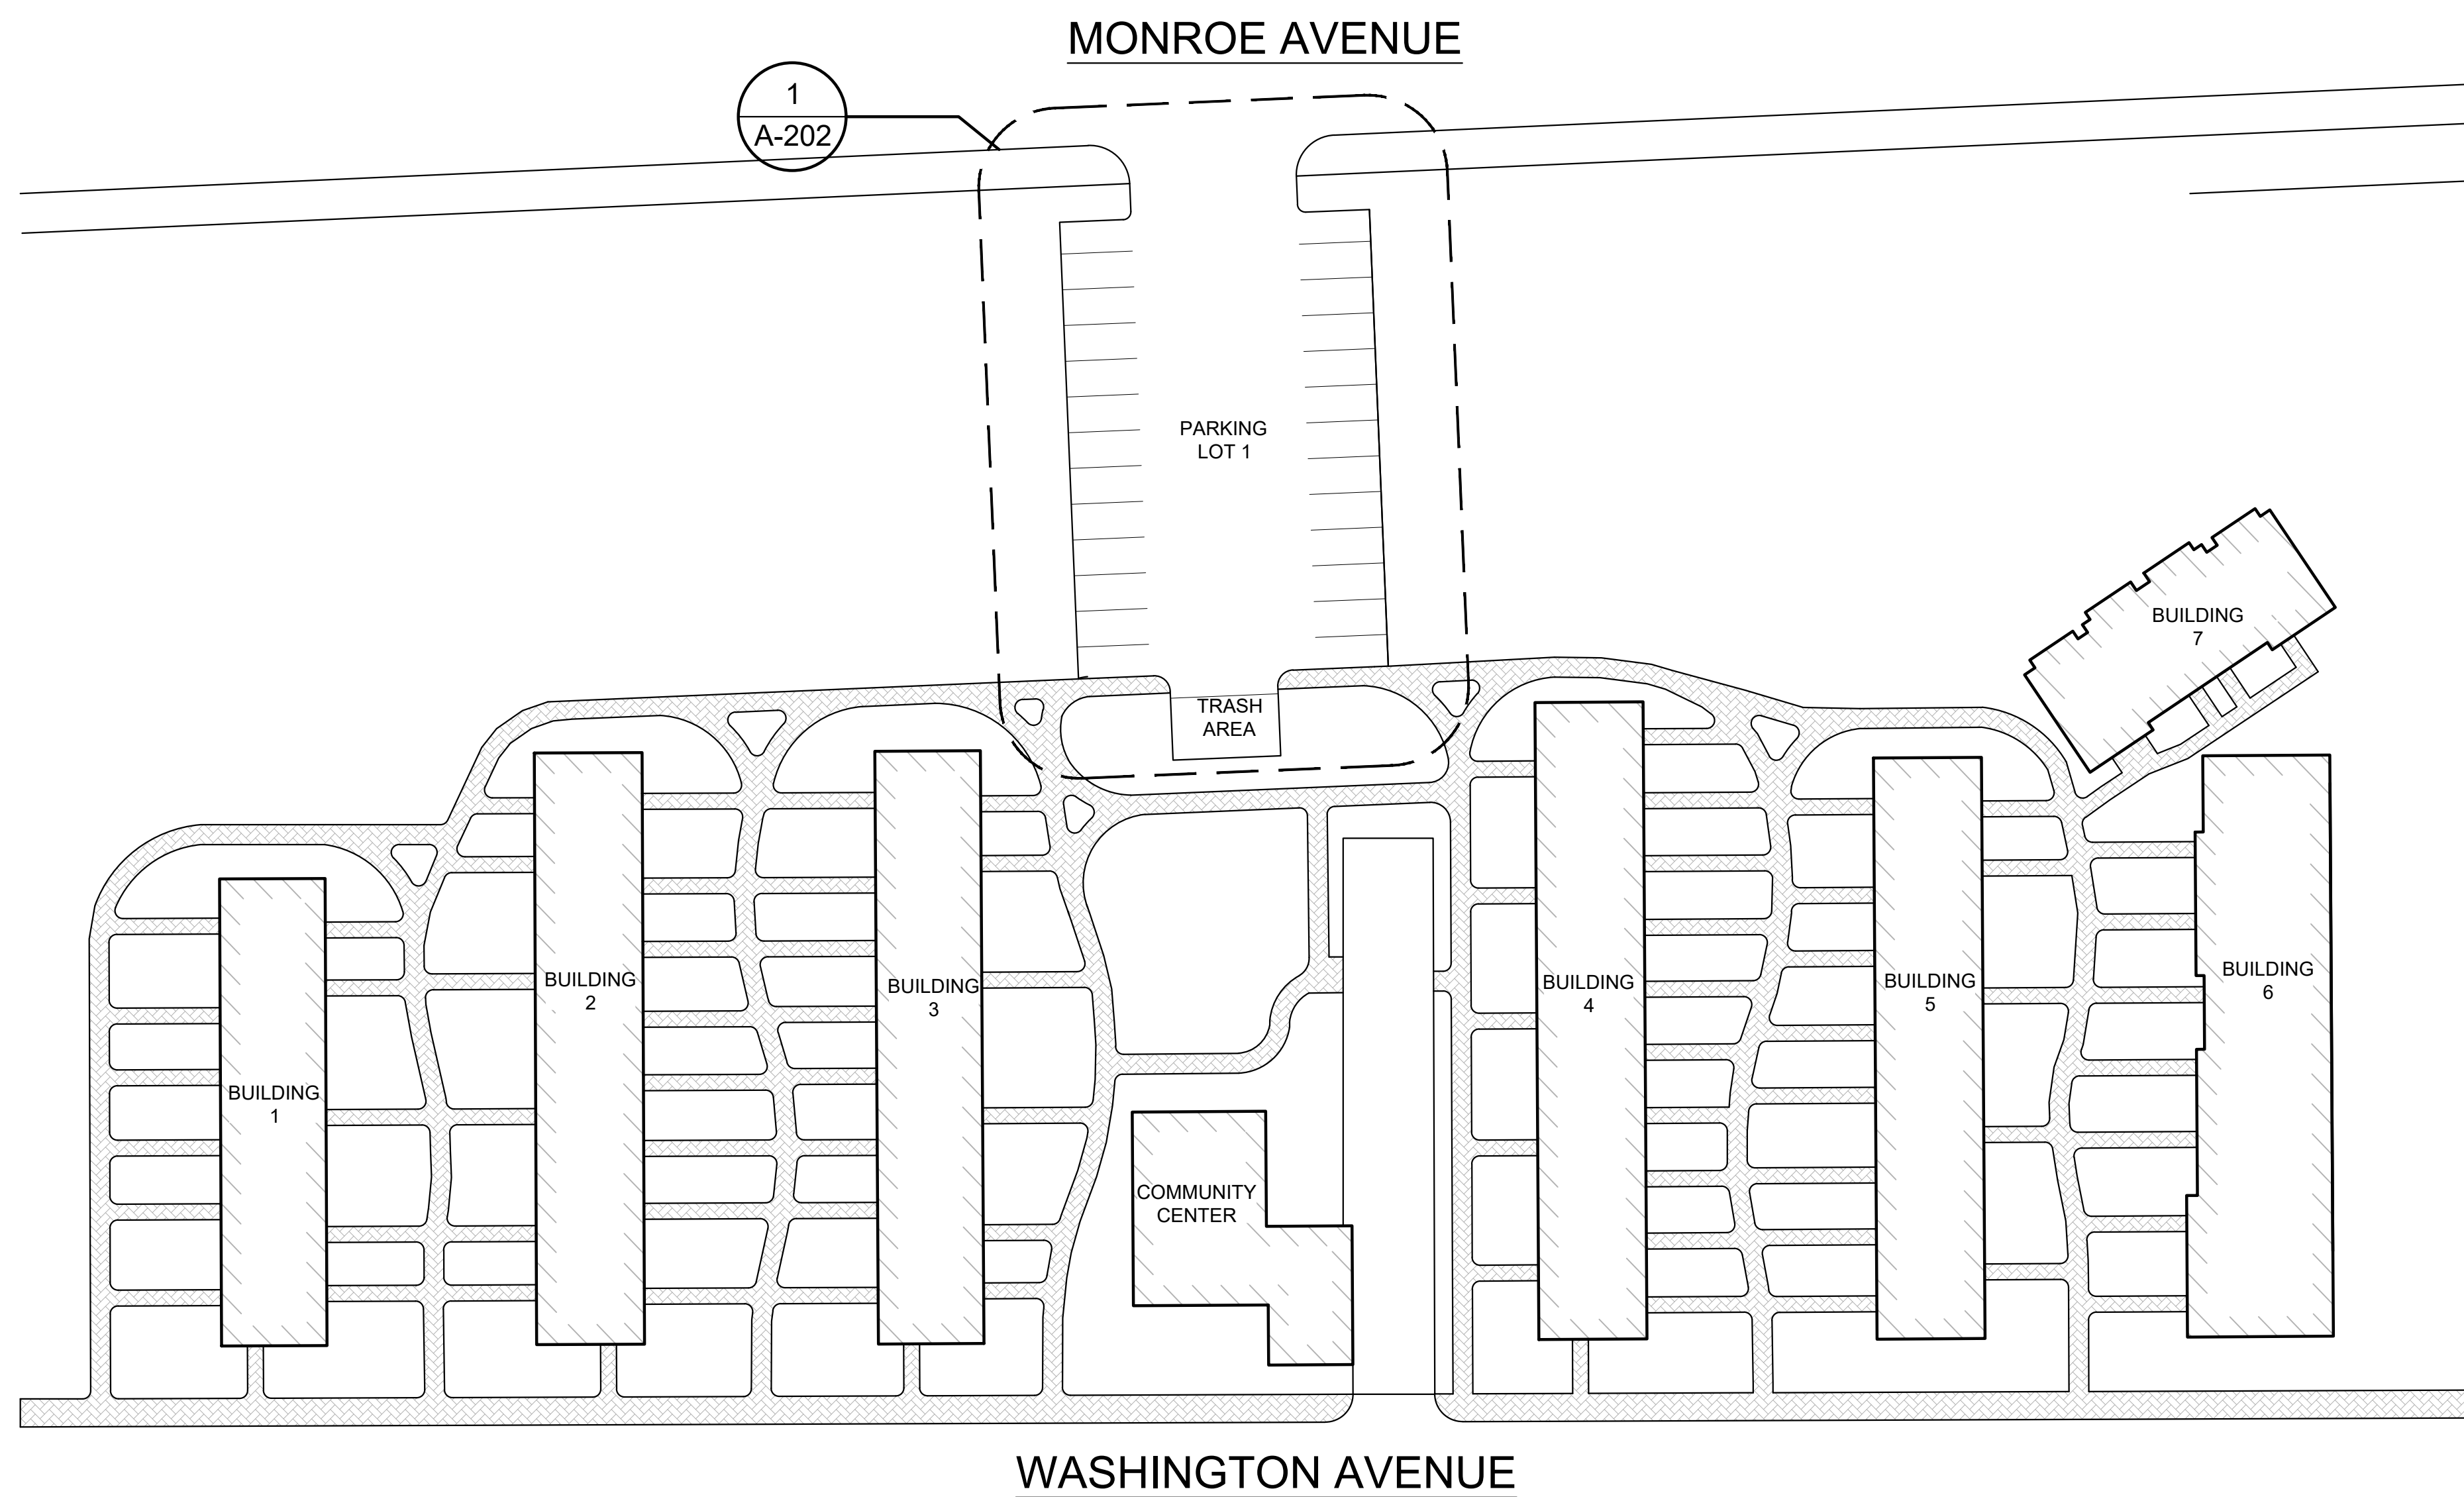 MONROE AVENUE
1
A-202
PARKING
LOT 1
BUILDING
7
TRASH
AREA
BUILDING
1
BUILDING
2
BUILDING
3
BUILDING
4
BUILDING
5
BUILDING
6
COMMUNITY
CENTER
WASHINGTON AVENUE